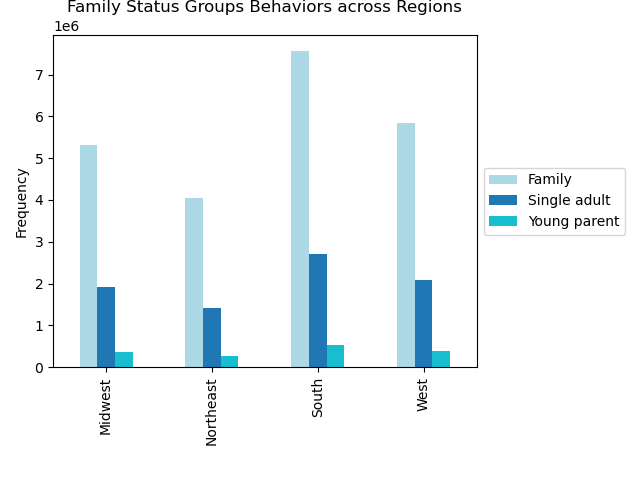 Family Status Groups Behaviors across Regions
1e6
7
6
5
4
3
2
1
0
Frequency
Midwest
Northeast
South
West
Family
Single adult
Young parent